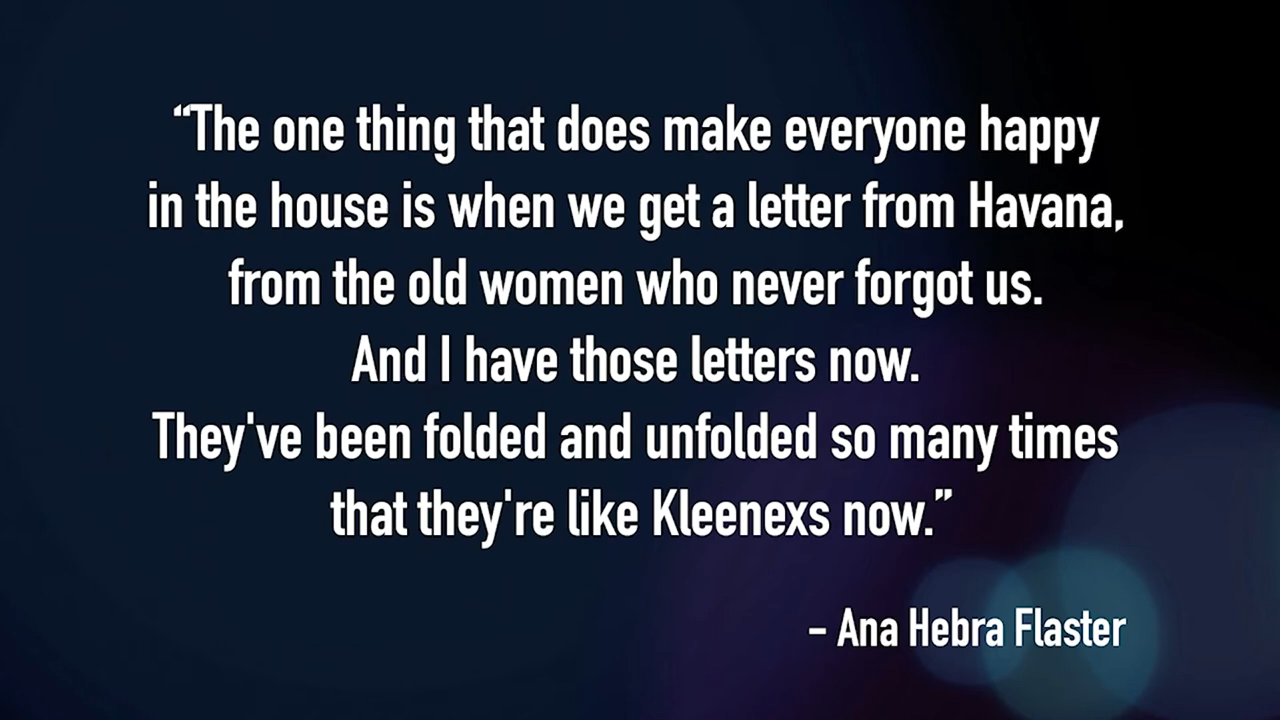 “The one thing that does make everyone happy
in the house is when we get a letter from Havana,
from the old women who never forgot us.
And I have those letters now.
They've been folded and unfolded so many times
that they're like Kleenexs now.”
– Ana Hebra Flaster